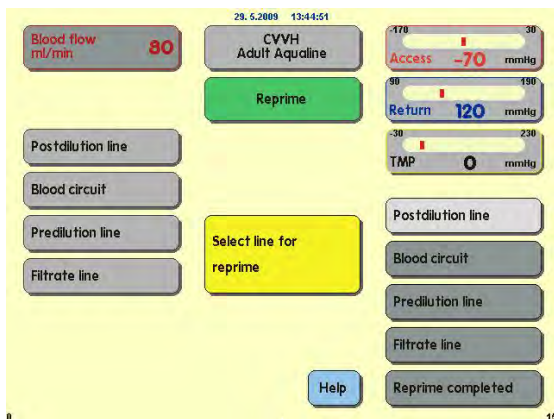 29. 5.2009 13:44:51
Blood flow
ml/min 80
CVVH
Adult Aqualine
-170 30
Access -70 mmHg
Reprime
90 190
Return 120 mmHg
-30 230
TMP 0 mmHg
Postdilution line
Blood circuit
Predilution line
Filtrate line
Select line for
reprime
Postdilution line
Blood circuit
Predilution line
Filtrate line
Reprime completed
Help
0